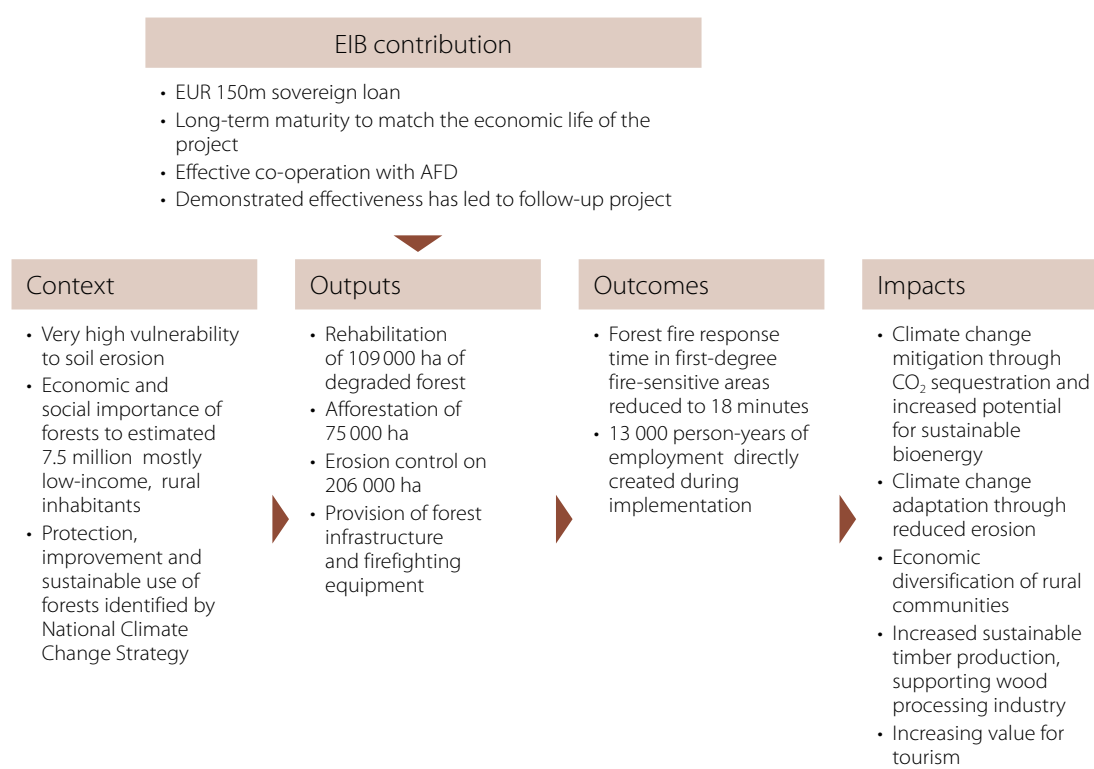 EIB contribution
• EUR 150m sovereign loan
• Long-term maturity to match the economic life of the
project
• Effective co-operation with AFD
• Demonstrated effectiveness has led to follow-up project
Context
• Very high vulnerability
to soil erosion
• Economic and
social importance of
forests to estimated
7.5 million mostly
low-income, rural
inhabitants
• Protection,
improvement and
sustainable use of
forests identified by
National Climate
Change Strategy
Outputs
• Rehabilitation
of 109 000 ha of
degraded forest
• Afforestation of
75 000 ha
• Erosion control on
206 000 ha
• Provision of forest
infrastructure
and firefighting
equipment
Outcomes
• Forest fire response
time in first-degree
fire-sensitive areas
reduced to 18 minutes
• 13 000 person-years of
employment directly
created during
implementation
Impacts
• Climate change
mitigation through
CO₂ sequestration and
increased potential
for sustainable
bioenergy
• Climate change
adaptation through
reduced erosion
• Economic
diversification of rural
communities
• Increased sustainable
timber production,
supporting wood
processing industry
• Increasing value for
tourism